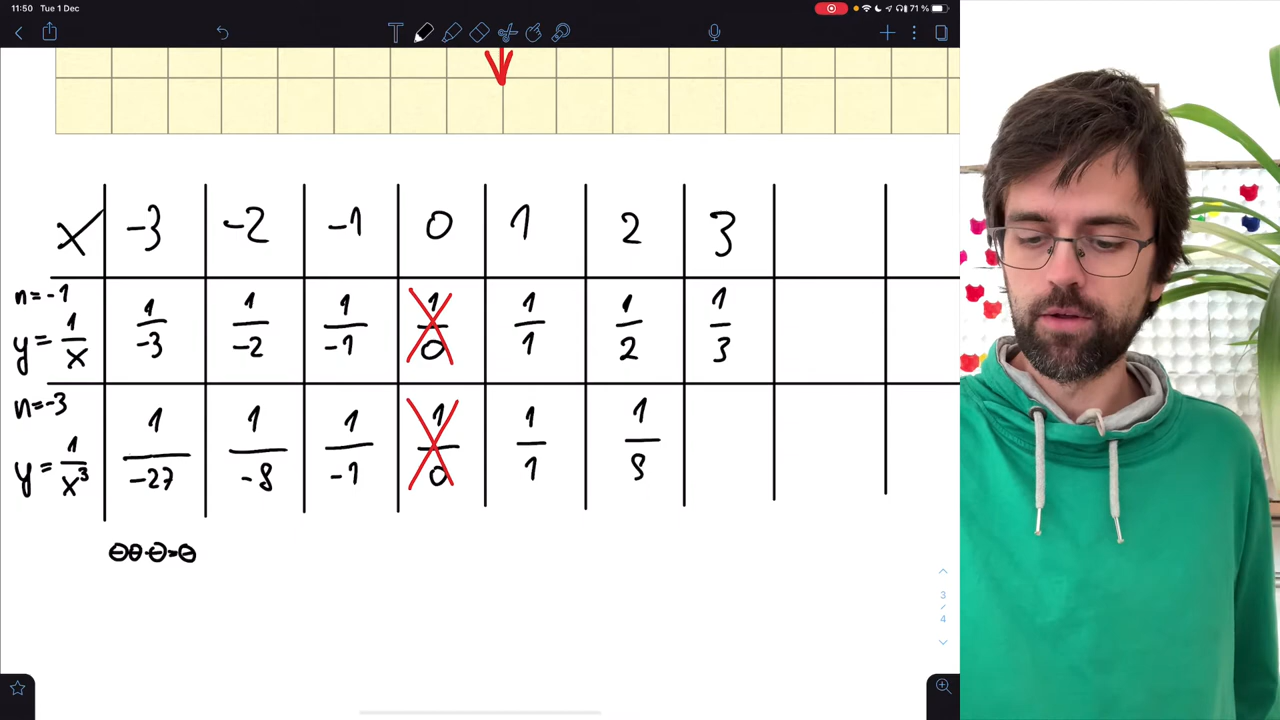 11:50 Tue 1 Dec 71 %
T
x -3 -2 -1 0 1 2 3
n=-1
y = 1/x 1/-3 1/-2 1/-1 1/0 1/1 1/2 1/3
n=-3
y = 1/x³ 1/-27 1/-8 1/-1 1/0 1/1 1/8
⊖⊖·⊖=⊖
3
/
4